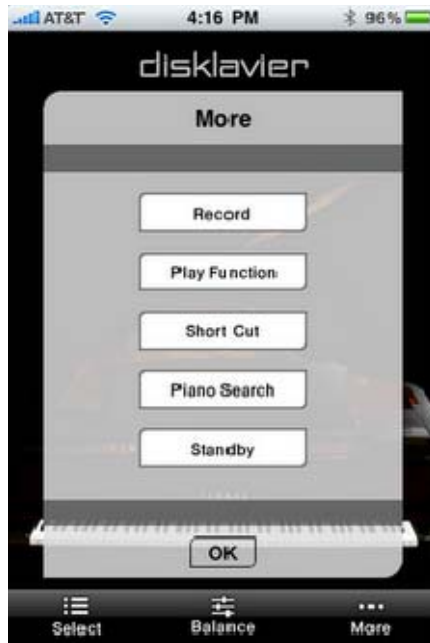 AT&T 4:16 PM 96%
disklavier
More
Record
Play Function
Short Cut
Piano Search
Standby
OK
Select Balance More